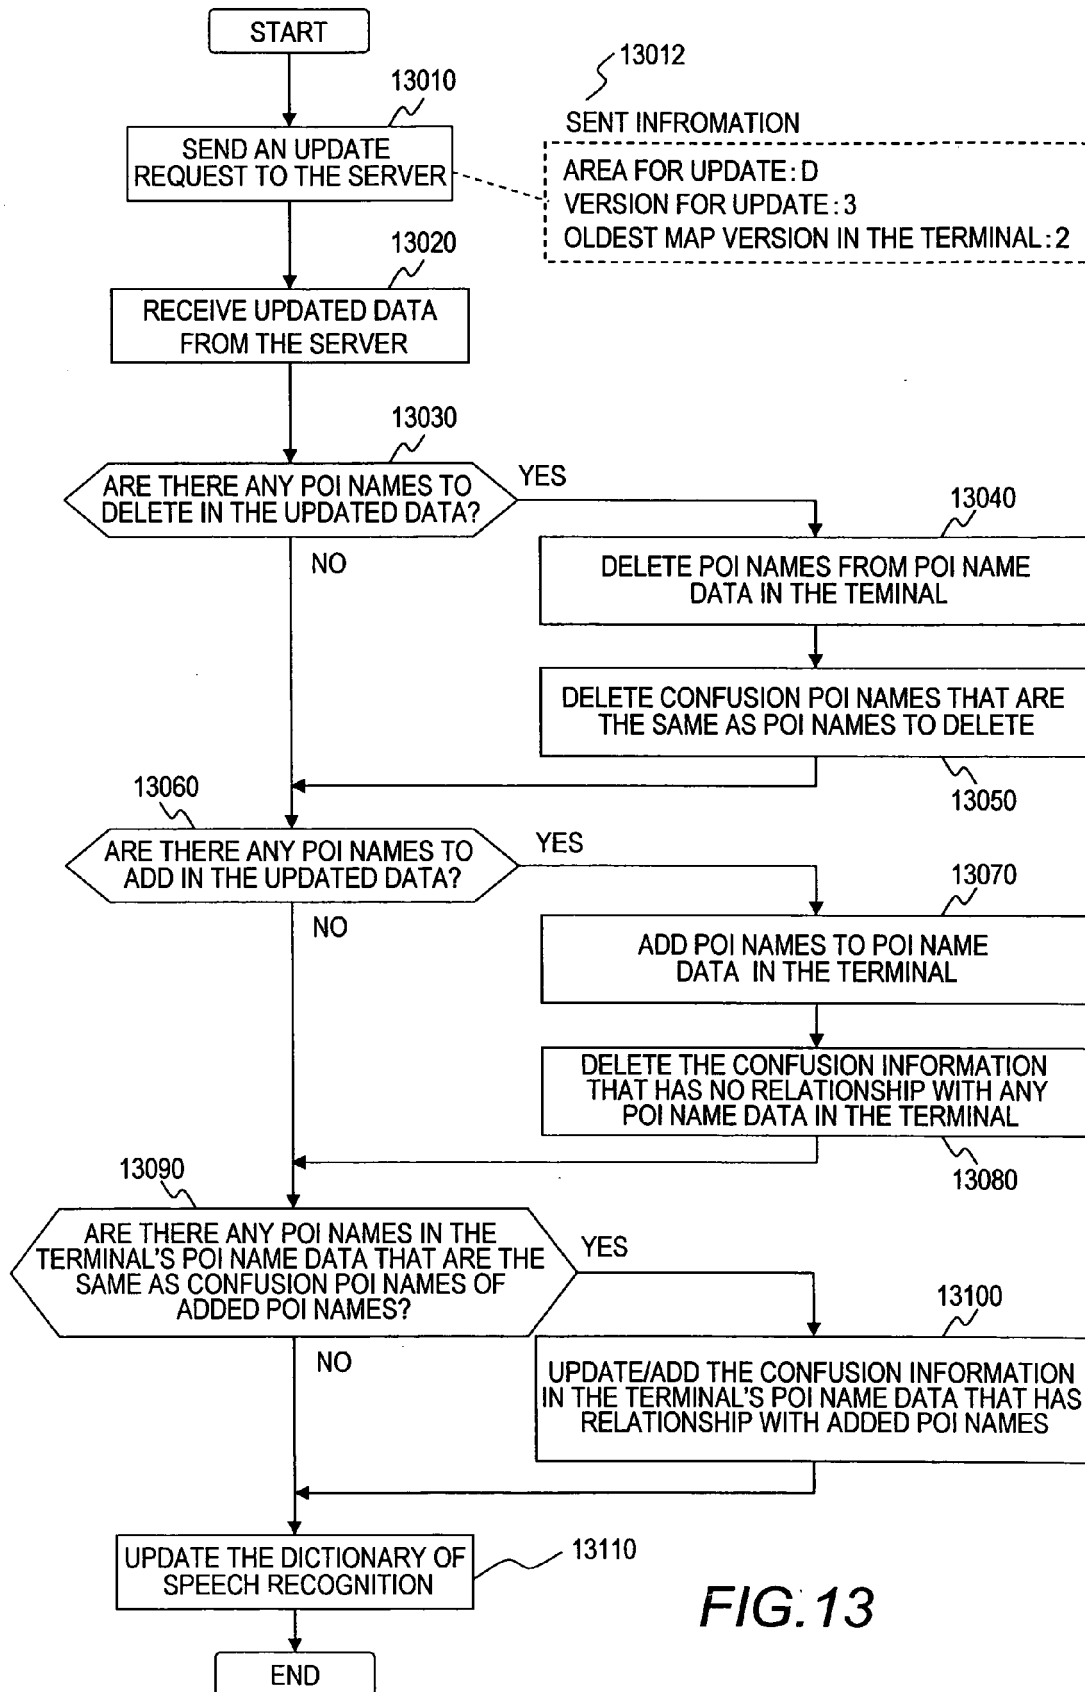 START
13010
SEND AN UPDATE
REQUEST TO THE SERVER
13012
SENT INFROMATION
AREA FOR UPDATE: D
VERSION FOR UPDATE: 3
OLDEST MAP VERSION IN THE TERMINAL: 2
13020
RECEIVE UPDATED DATA
FROM THE SERVER
13030
ARE THERE ANY POI NAMES TO
DELETE IN THE UPDATED DATA?
YES
NO
13040
DELETE POI NAMES FROM POI NAME
DATA IN THE TEMINAL
DELETE CONFUSION POI NAMES THAT ARE
THE SAME AS POI NAMES TO DELETE
13050
13060
ARE THERE ANY POI NAMES TO
ADD IN THE UPDATED DATA?
YES
NO
13070
ADD POI NAMES TO POI NAME
DATA IN THE TERMINAL
DELETE THE CONFUSION INFORMATION
THAT HAS NO RELATIONSHIP WITH ANY
POI NAME DATA IN THE TERMINAL
13080
13090
ARE THERE ANY POI NAMES IN THE
TERMINAL'S POI NAME DATA THAT ARE THE
SAME AS CONFUSION POI NAMES OF
ADDED POI NAMES?
YES
NO
13100
UPDATE/ADD THE CONFUSION INFORMATION
IN THE TERMINAL'S POI NAME DATA THAT HAS
RELATIONSHIP WITH ADDED POI NAMES
UPDATE THE DICTIONARY OF
SPEECH RECOGNITION
13110
END
FIG.13